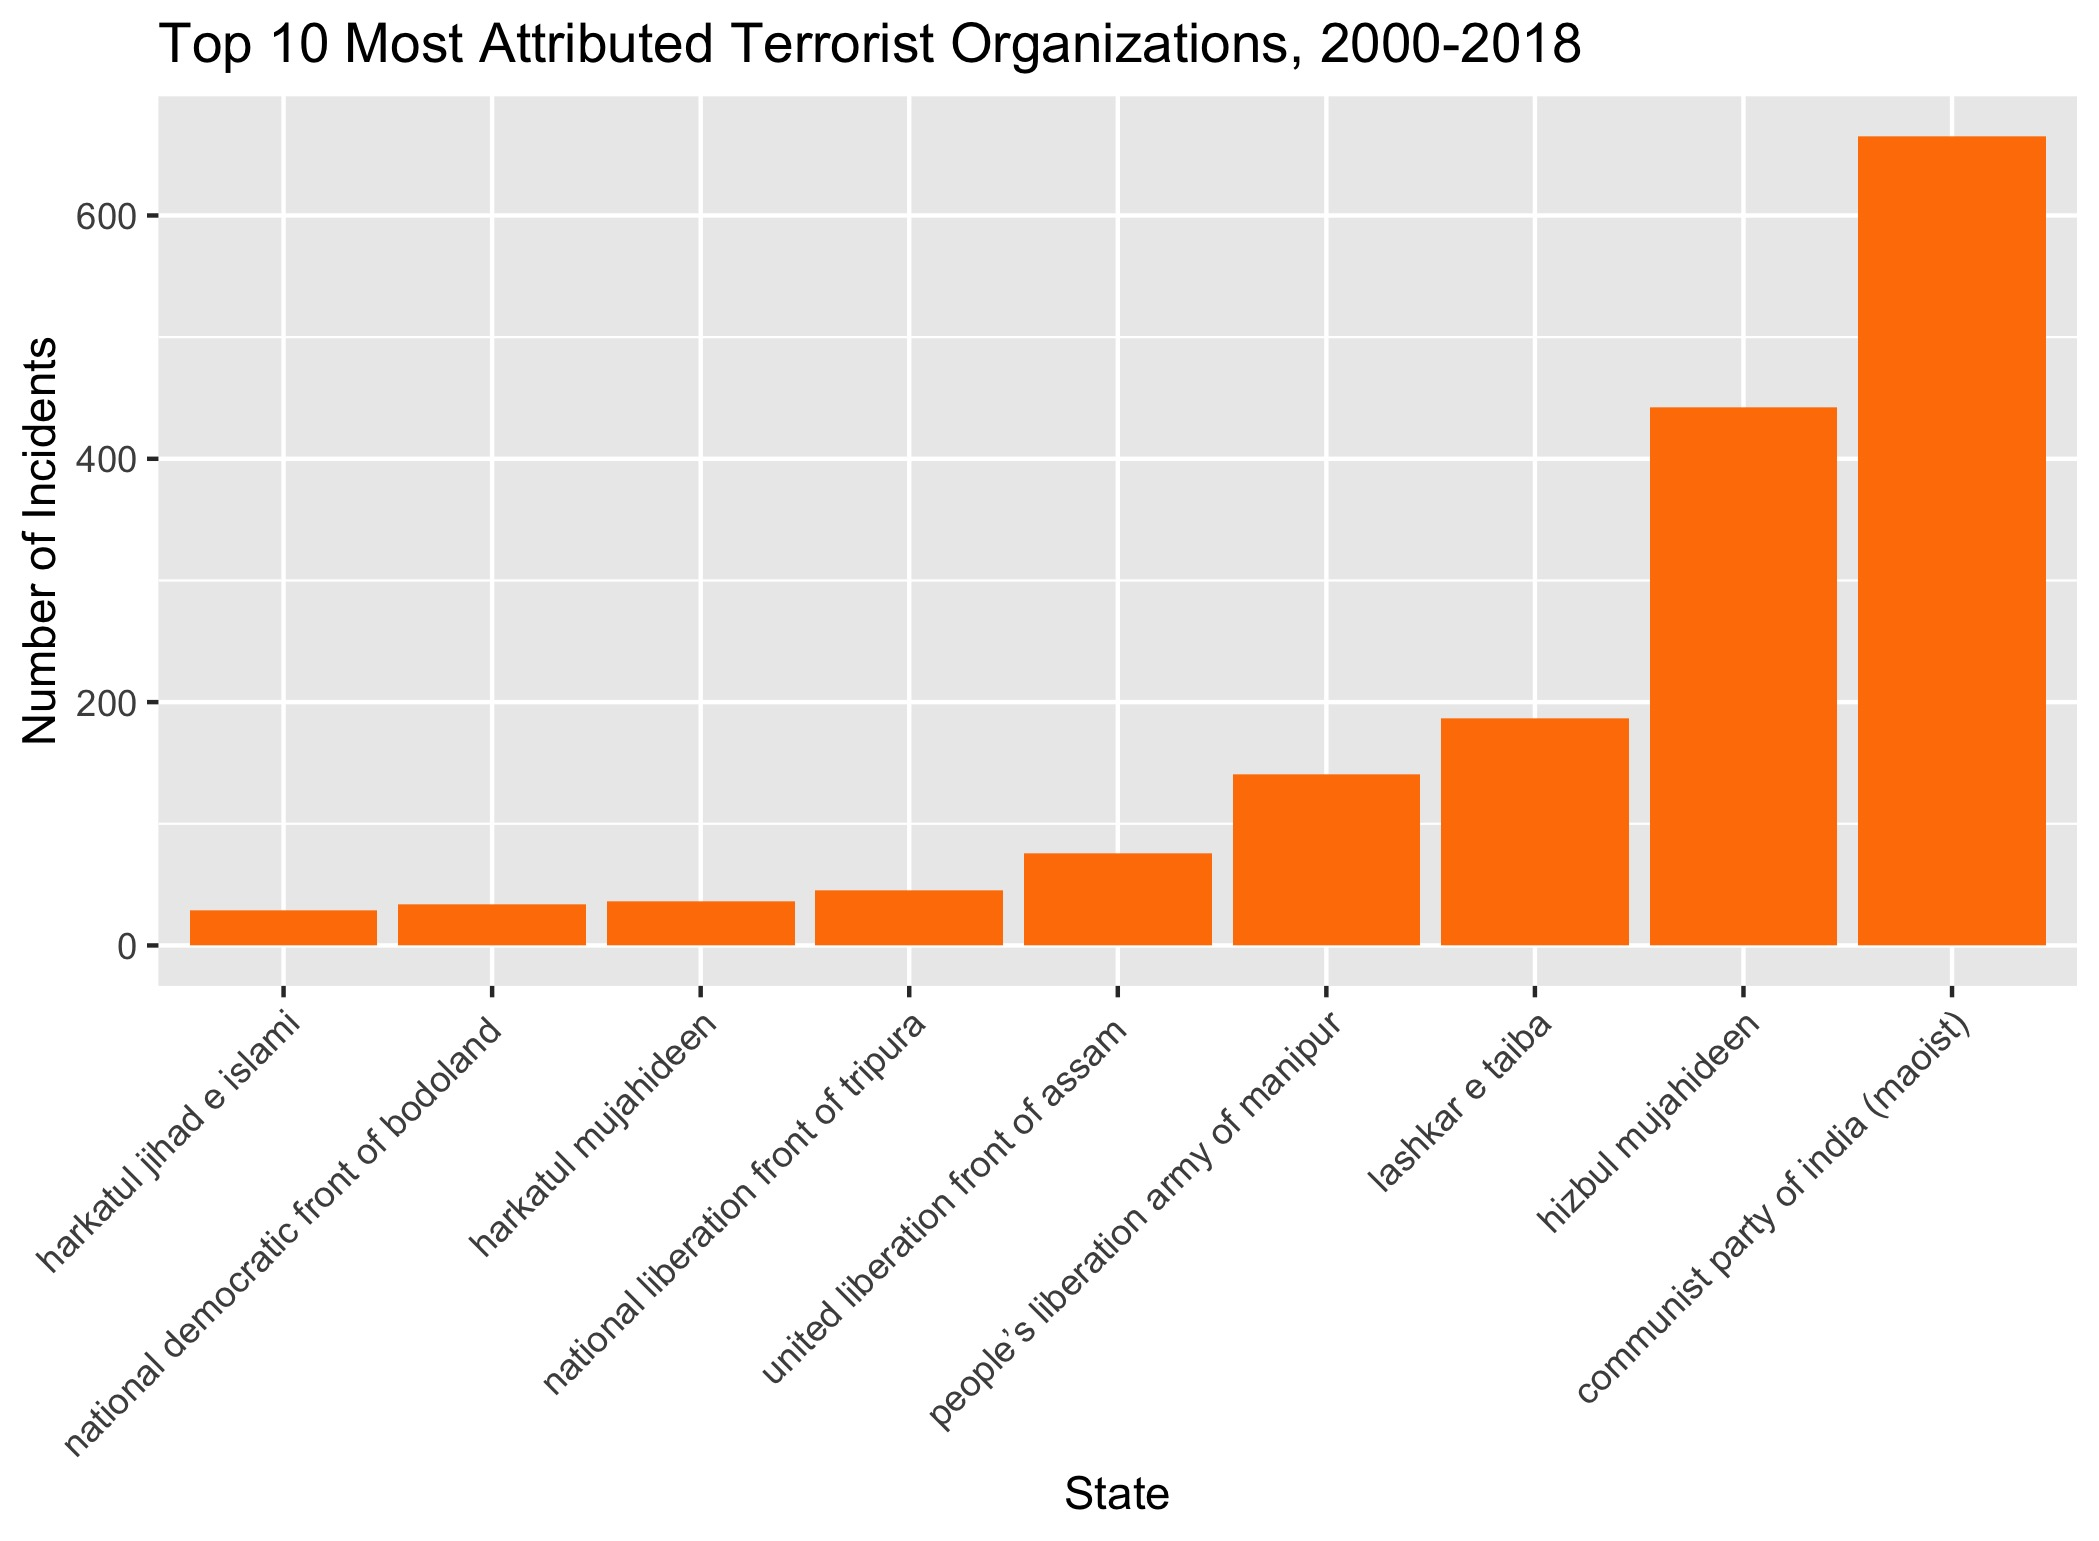 Top 10 Most Attributed Terrorist Organizations, 2000-2018
Number of Incidents
600
400
200
0
harkatul jihad e islami
national democratic front of bodoland
harkatul mujahideen
national liberation front of tripura
united liberation front of assam
people’s liberation army of manipur
lashkar e taiba
hizbul mujahideen
communist party of india (maoist)
State